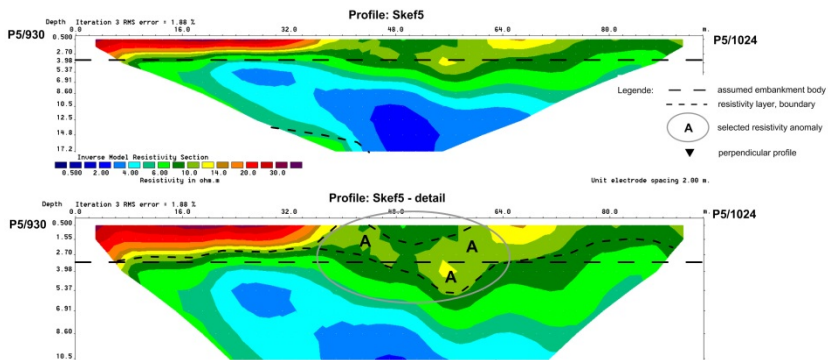 Profile: Skef5
Depth Iteration 3 RMS error = 1.88 %
P5/930 0.0 16.0 32.0 48.0 64.0 80.0 m. P5/1024
0.500
2.70
3.98
5.37
6.91
8.60
10.5
12.5
14.8
17.2
Legende: assumed embankment body
resistivity layer, boundary
A selected resistivity anomaly
perpendicular profile
Inverse Model Resistivity Section
0.500 2.00 4.00 6.00 10.0 14.0 20.0 30.0
Resistivity in ohm.m
Unit electrode spacing 2.00 m.
Profile: Skef5 - detail
P5/930 Depth Iteration 3 RMS error = 1.88 % P5/1024
0.0 16.0 32.0 48.0 64.0 80.0 m.
0.500
1.55
2.70
3.98
5.37
6.91
8.60
10.5
A A
A